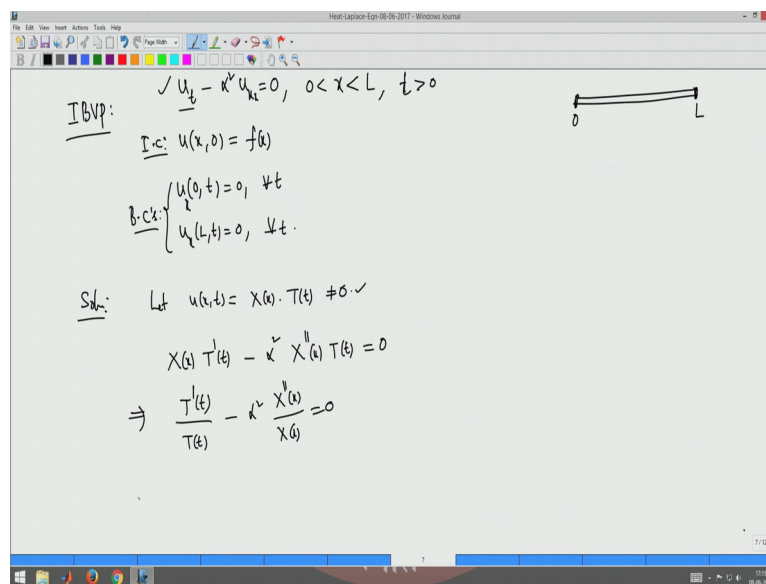 Heat-Laplace-Eqn-08-06-2017 - Windows Journal
File Edit View Insert Actions Tools Help
Page Width
B I
IBVP: ✓ u_t - α² u_xx = 0, 0 < x < L, t > 0
0 L
I.C: u(x,0) = f(x)
B.C's: u_x(0,t) = 0, ∀t
u_x(L,t) = 0, ∀t.
Soln: Let u(x,t) = X(x) . T(t) ≠ 0. ✓
X(x) T'(t) - α² X''(x) T(t) = 0
⇒ T'(t)/T(t) - α² X''(x)/X(x) = 0
7/12
7